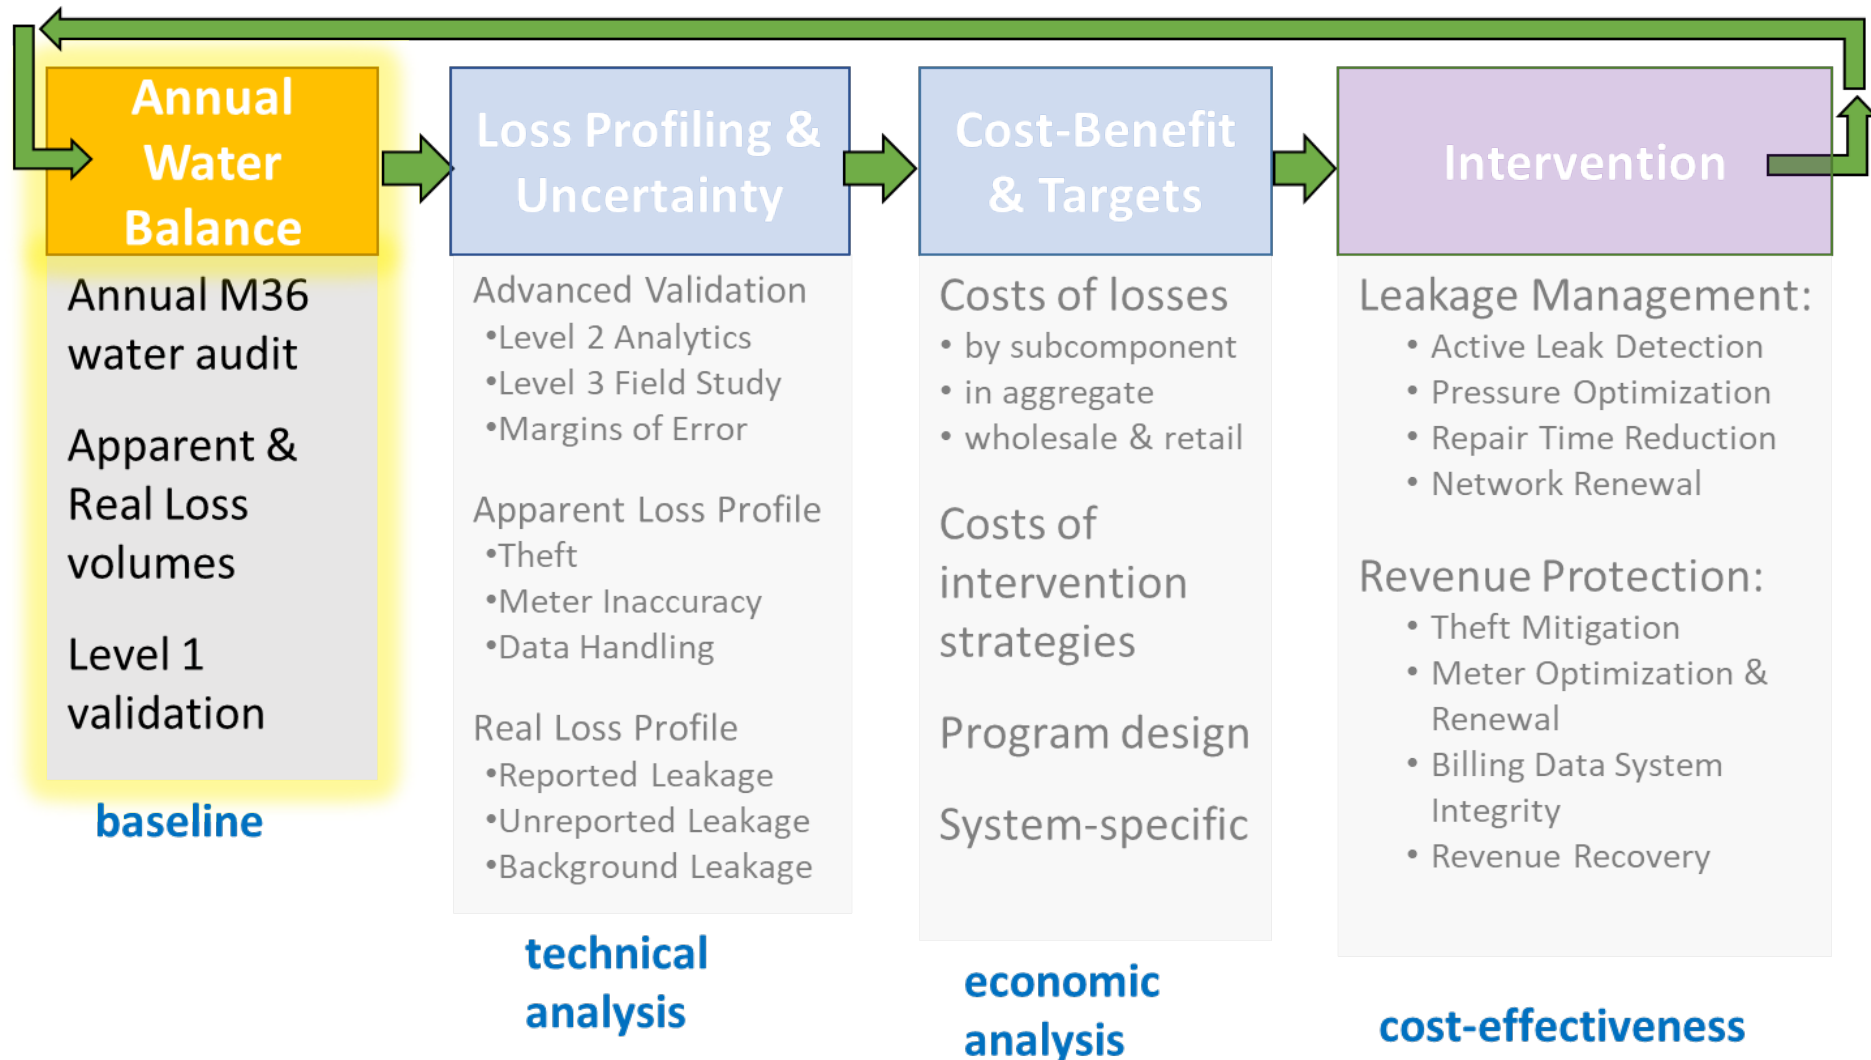 Annual
Water
Balance
Annual M36
water audit
Apparent &
Real Loss
volumes
Level 1
validation
baseline
Loss Profiling &
Uncertainty
Advanced Validation
•Level 2 Analytics
•Level 3 Field Study
•Margins of Error
Apparent Loss Profile
•Theft
•Meter Inaccuracy
•Data Handling
Real Loss Profile
•Reported Leakage
•Unreported Leakage
•Background Leakage
technical
analysis
Cost-Benefit
& Targets
Costs of losses
• by subcomponent
• in aggregate
• wholesale & retail
Costs of
intervention
strategies
Program design
System-specific
economic
analysis
Intervention
Leakage Management:
• Active Leak Detection
• Pressure Optimization
• Repair Time Reduction
• Network Renewal
Revenue Protection:
• Theft Mitigation
• Meter Optimization &
Renewal
• Billing Data System
Integrity
• Revenue Recovery
cost-effectiveness